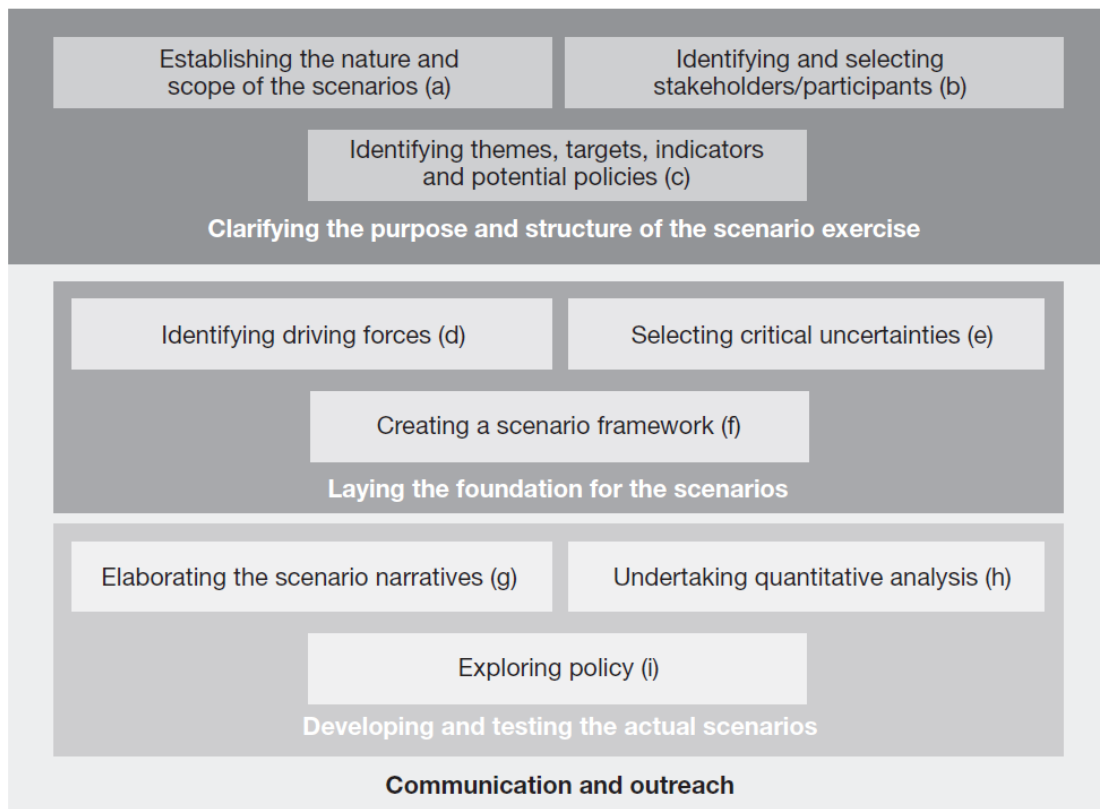 Establishing the nature and
scope of the scenarios (a)
Identifying and selecting
stakeholders/participants (b)
Identifying themes, targets, indicators
and potential policies (c)
Clarifying the purpose and structure of the scenario exercise
Identifying driving forces (d)
Selecting critical uncertainties (e)
Creating a scenario framework (f)
Laying the foundation for the scenarios
Elaborating the scenario narratives (g)
Undertaking quantitative analysis (h)
Exploring policy (i)
Developing and testing the actual scenarios
Communication and outreach